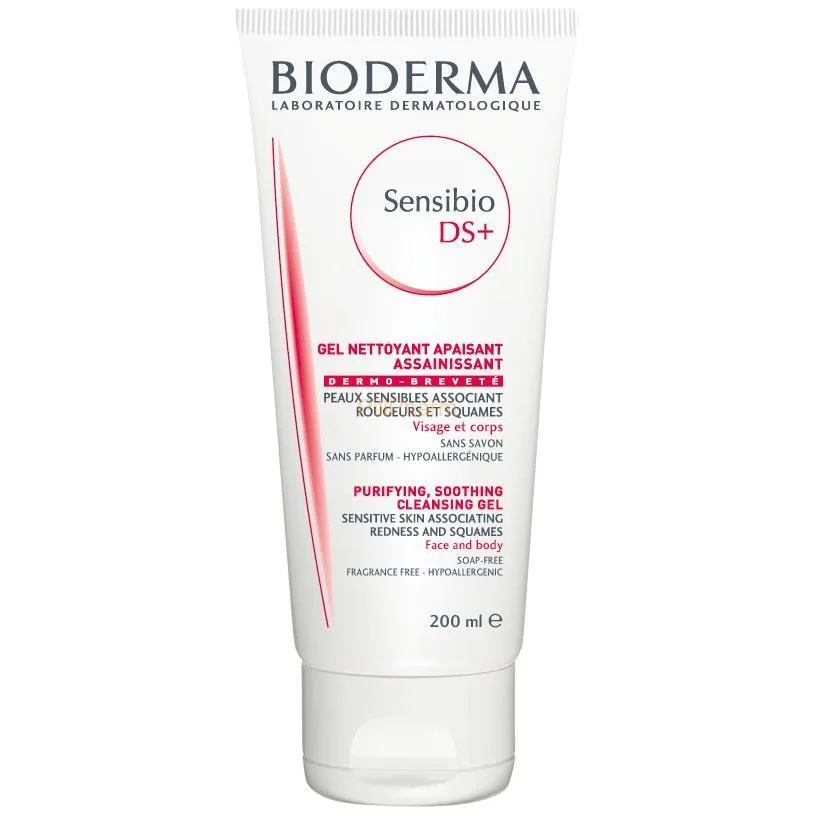 BIODERMA
LABORATOIRE DERMATOLOGIQUE
Sensibio
DS+
GEL NETTOYANT APAISANT
ASSAINISSANT
DERMO-BREVETÉ
PEAUX SENSIBLES ASSOCIANT
ROUGEURS ET SQUAMES
Visage et corps
SANS SAVON
SANS PARFUM - HYPOALLERGÉNIQUE
PURIFYING, SOOTHING
CLEANSING GEL
SENSITIVE SKIN ASSOCIATING
REDNESS AND SQUAMES
Face and body
SOAP-FREE
FRAGRANCE FREE - HYPOALLERGENIC
200 ml ℮